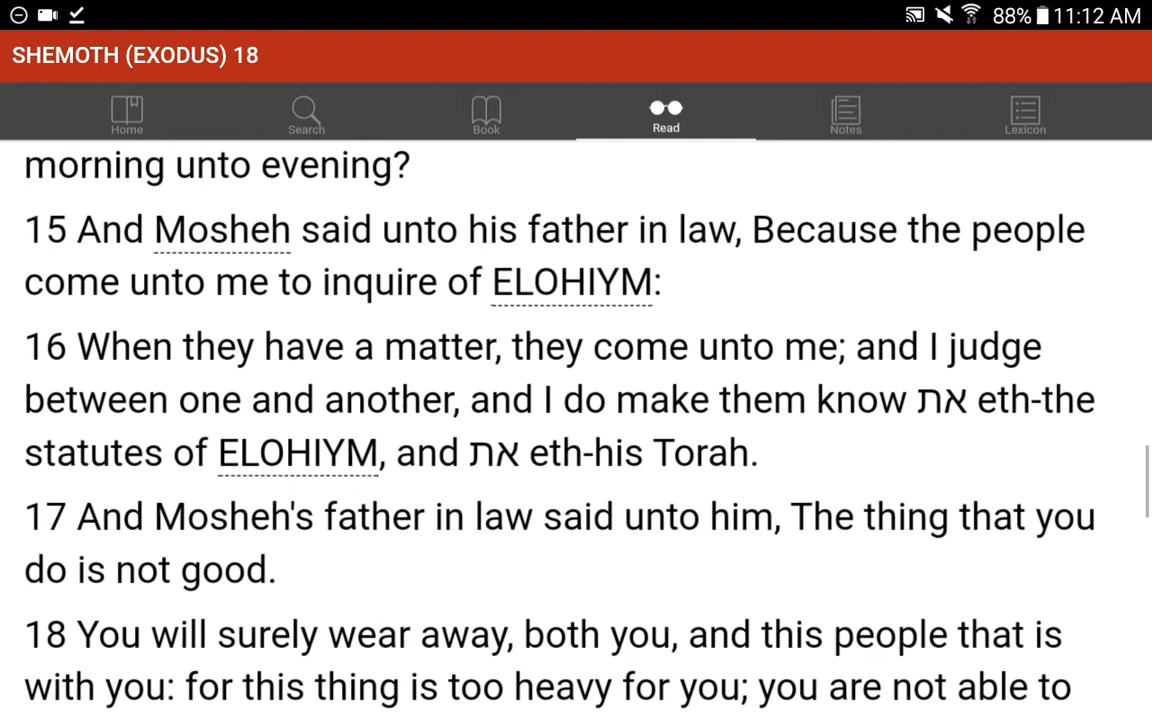 88% 11:12 AM
SHEMOTH (EXODUS) 18
Home Search Book Read Notes Lexicon
morning unto evening?
15 And Mosheh said unto his father in law, Because the people
come unto me to inquire of ELOHIYM:
16 When they have a matter, they come unto me; and I judge
between one and another, and I do make them know את eth-the
statutes of ELOHIYM, and את eth-his Torah.
17 And Mosheh's father in law said unto him, The thing that you
do is not good.
18 You will surely wear away, both you, and this people that is
with you: for this thing is too heavy for you; you are not able to